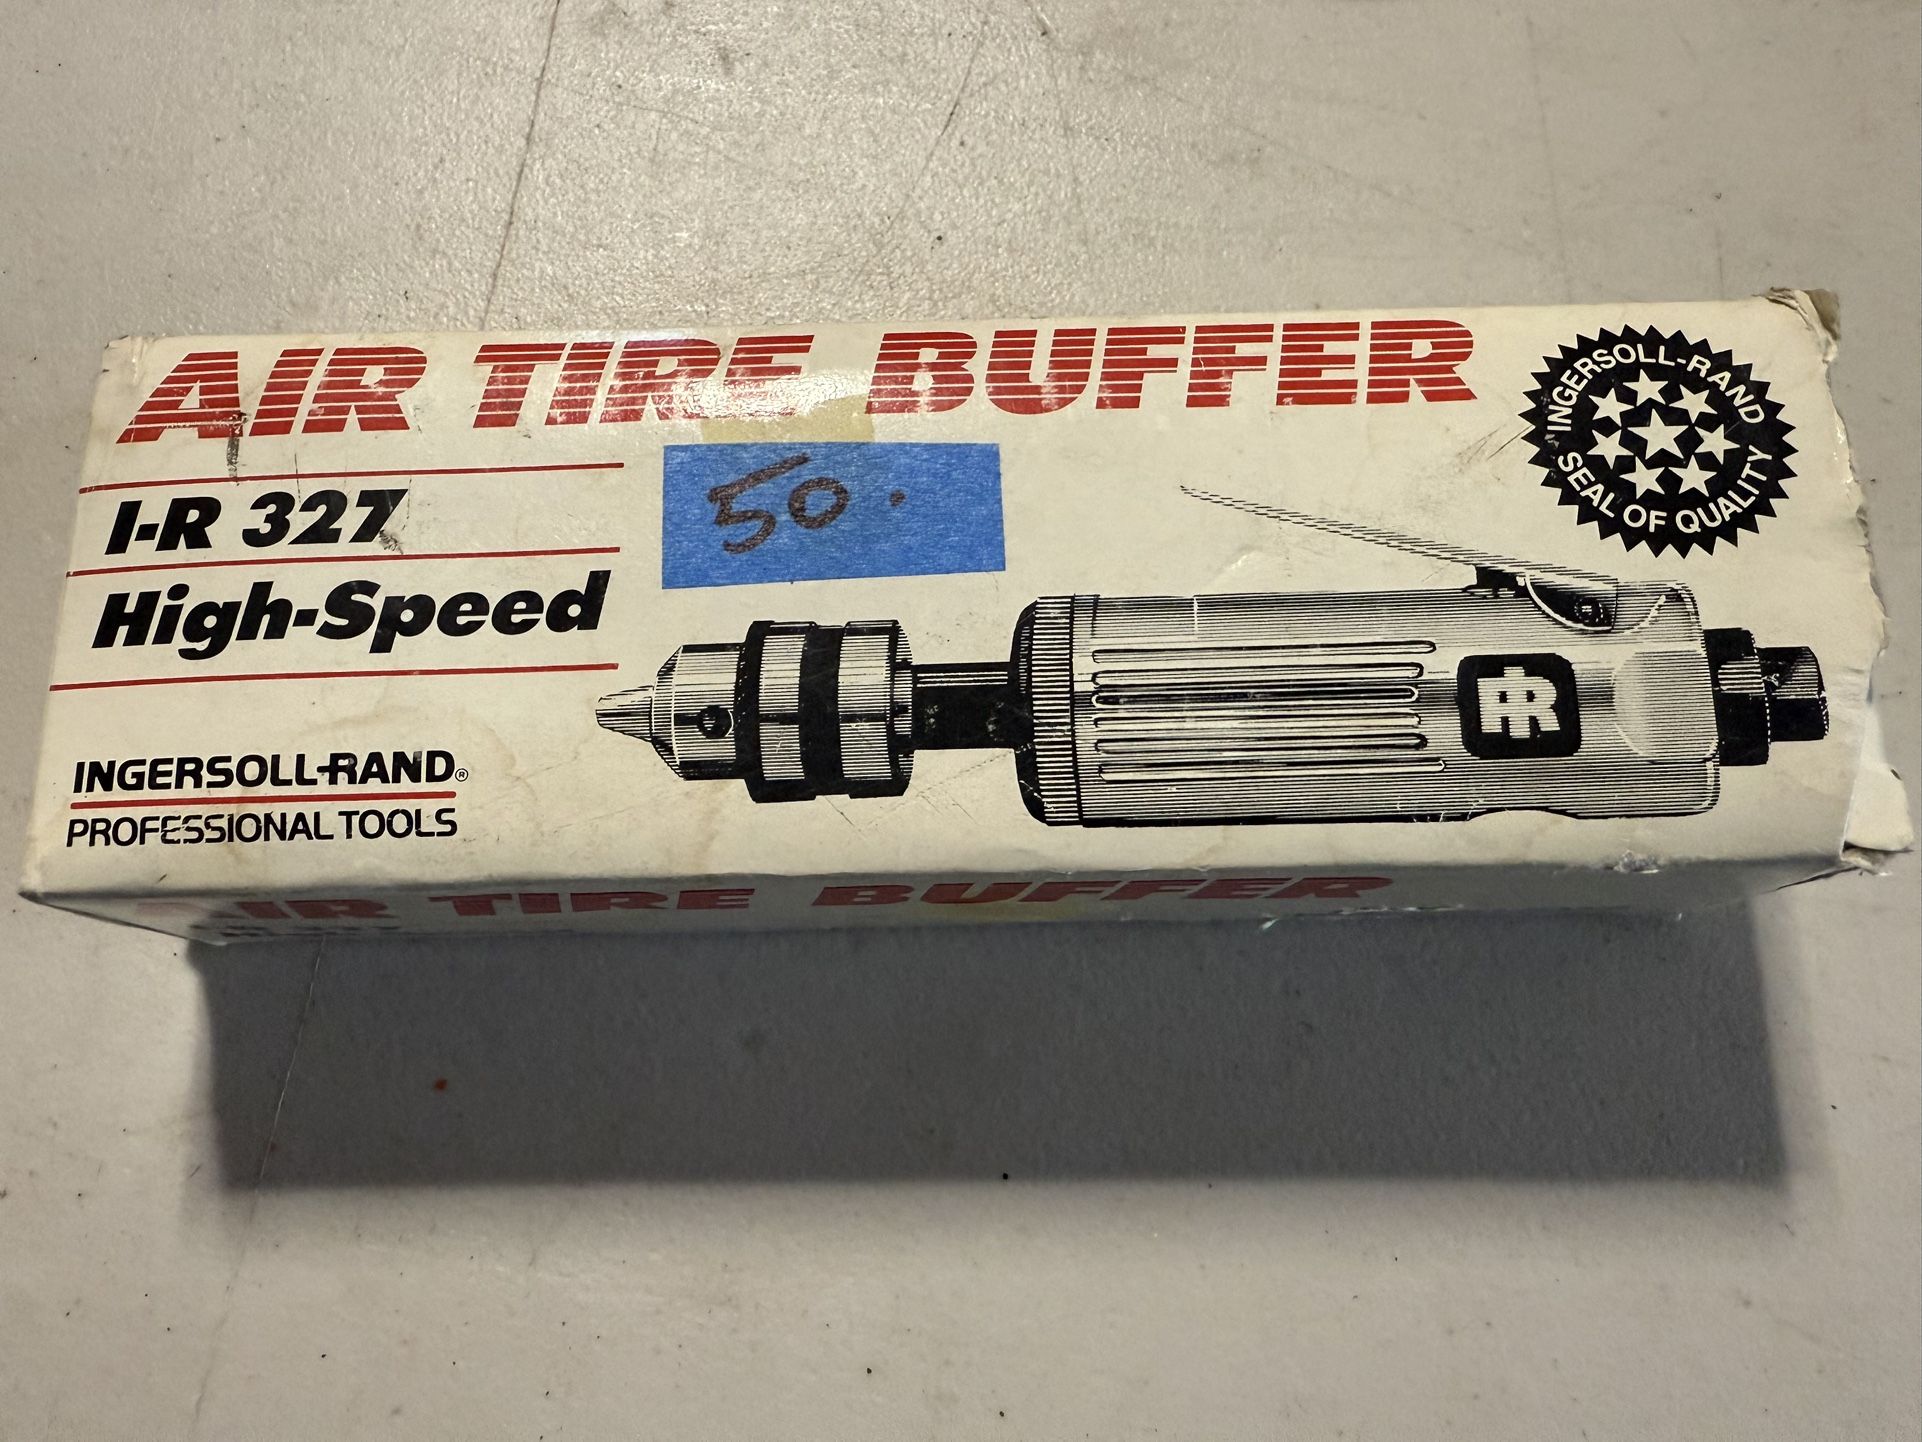 AIR TIRE BUFFER
I-R 327
High-Speed
50.
INGERSOLL-RAND
SEAL OF QUALITY
IR
INGERSOLL-RAND®
PROFESSIONAL TOOLS
AIR TIRE BUFFER